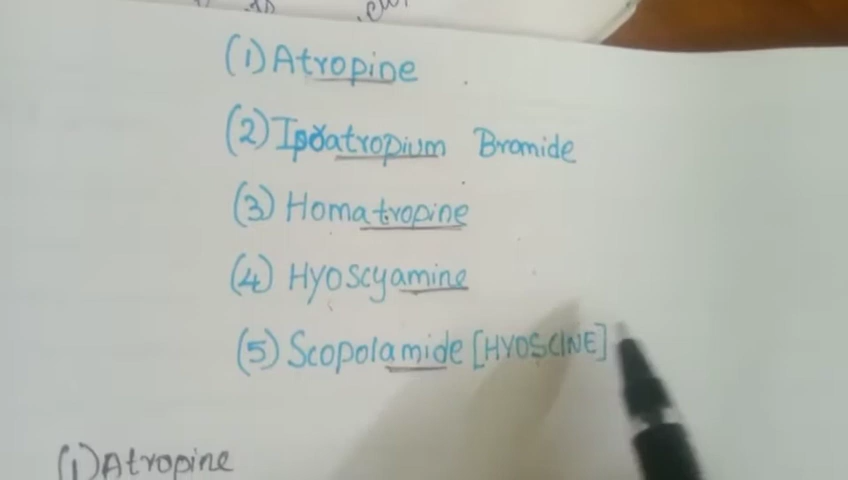 (1) Atropine
(2) Ipratropium Bromide
(3) Homatropine
(4) Hyoscyamine
(5) Scopolamide [HYOSCINE]
(1) Atropine